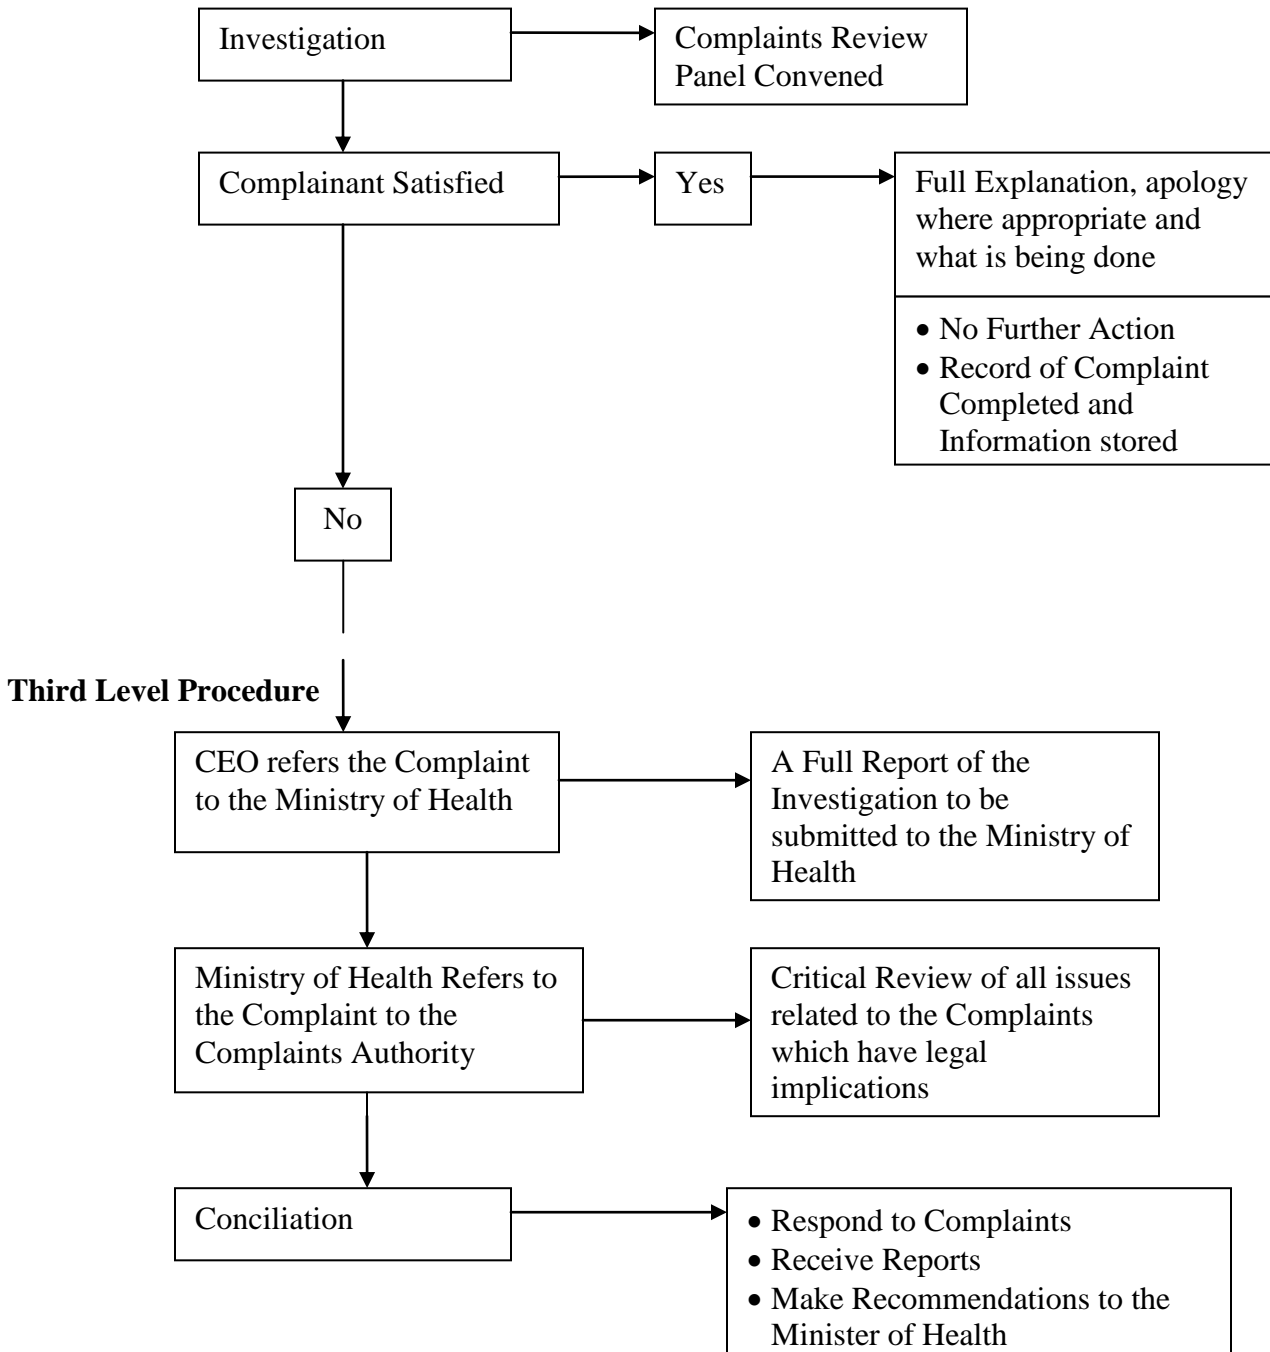 Investigation
Complaints Review
Panel Convened
Complainant Satisfied
Yes
Full Explanation, apology
where appropriate and
what is being done
• No Further Action
• Record of Complaint
Completed and
Information stored
No
Third Level Procedure
CEO refers the Complaint
to the Ministry of Health
A Full Report of the
Investigation to be
submitted to the Ministry of
Health
Ministry of Health Refers to
the Complaint to the
Complaints Authority
Critical Review of all issues
related to the Complaints
which have legal
implications
Conciliation
• Respond to Complaints
• Receive Reports
• Make Recommendations to the
Minister of Health